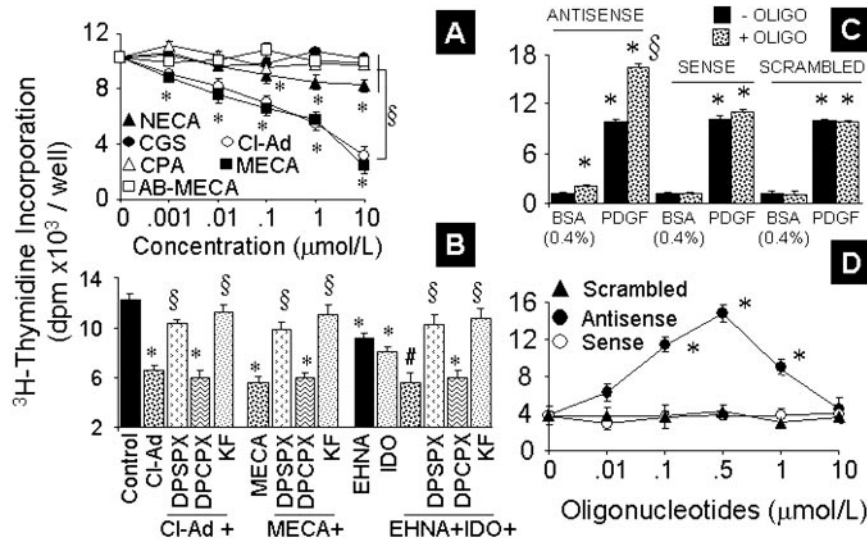 ³H-Thymidine Incorporation
(dpm x10³ / well)
A
12
8
4
0
* * * * * *
* * * *
§
NECA
CGS Cl-Ad
CPA MECA
AB-MECA
0 .001 .01 .1 1 10
Concentration (μmol/L)
B
14
10
6
2
* § * § * § * § * * # § * §
Control
Cl-Ad
DPSPX
DPCPX
KF
MECA
DPSPX
DPCPX
KF
EHNA
IDO
DPSPX
DPCPX
KF
Cl-Ad + MECA+ EHNA+IDO+
C
ANTISENSE
- OLIGO
+ OLIGO
SENSE SCRAMBLED
18
12
6
0
* * * § * * * *
BSA PDGF BSA PDGF BSA PDGF
(0.4%) (0.4%) (0.4%)
D
Scrambled
Antisense
Sense
16
12
8
4
0
* * *
0 .01 .1 .5 1 10
Oligonucleotides (μmol/L)